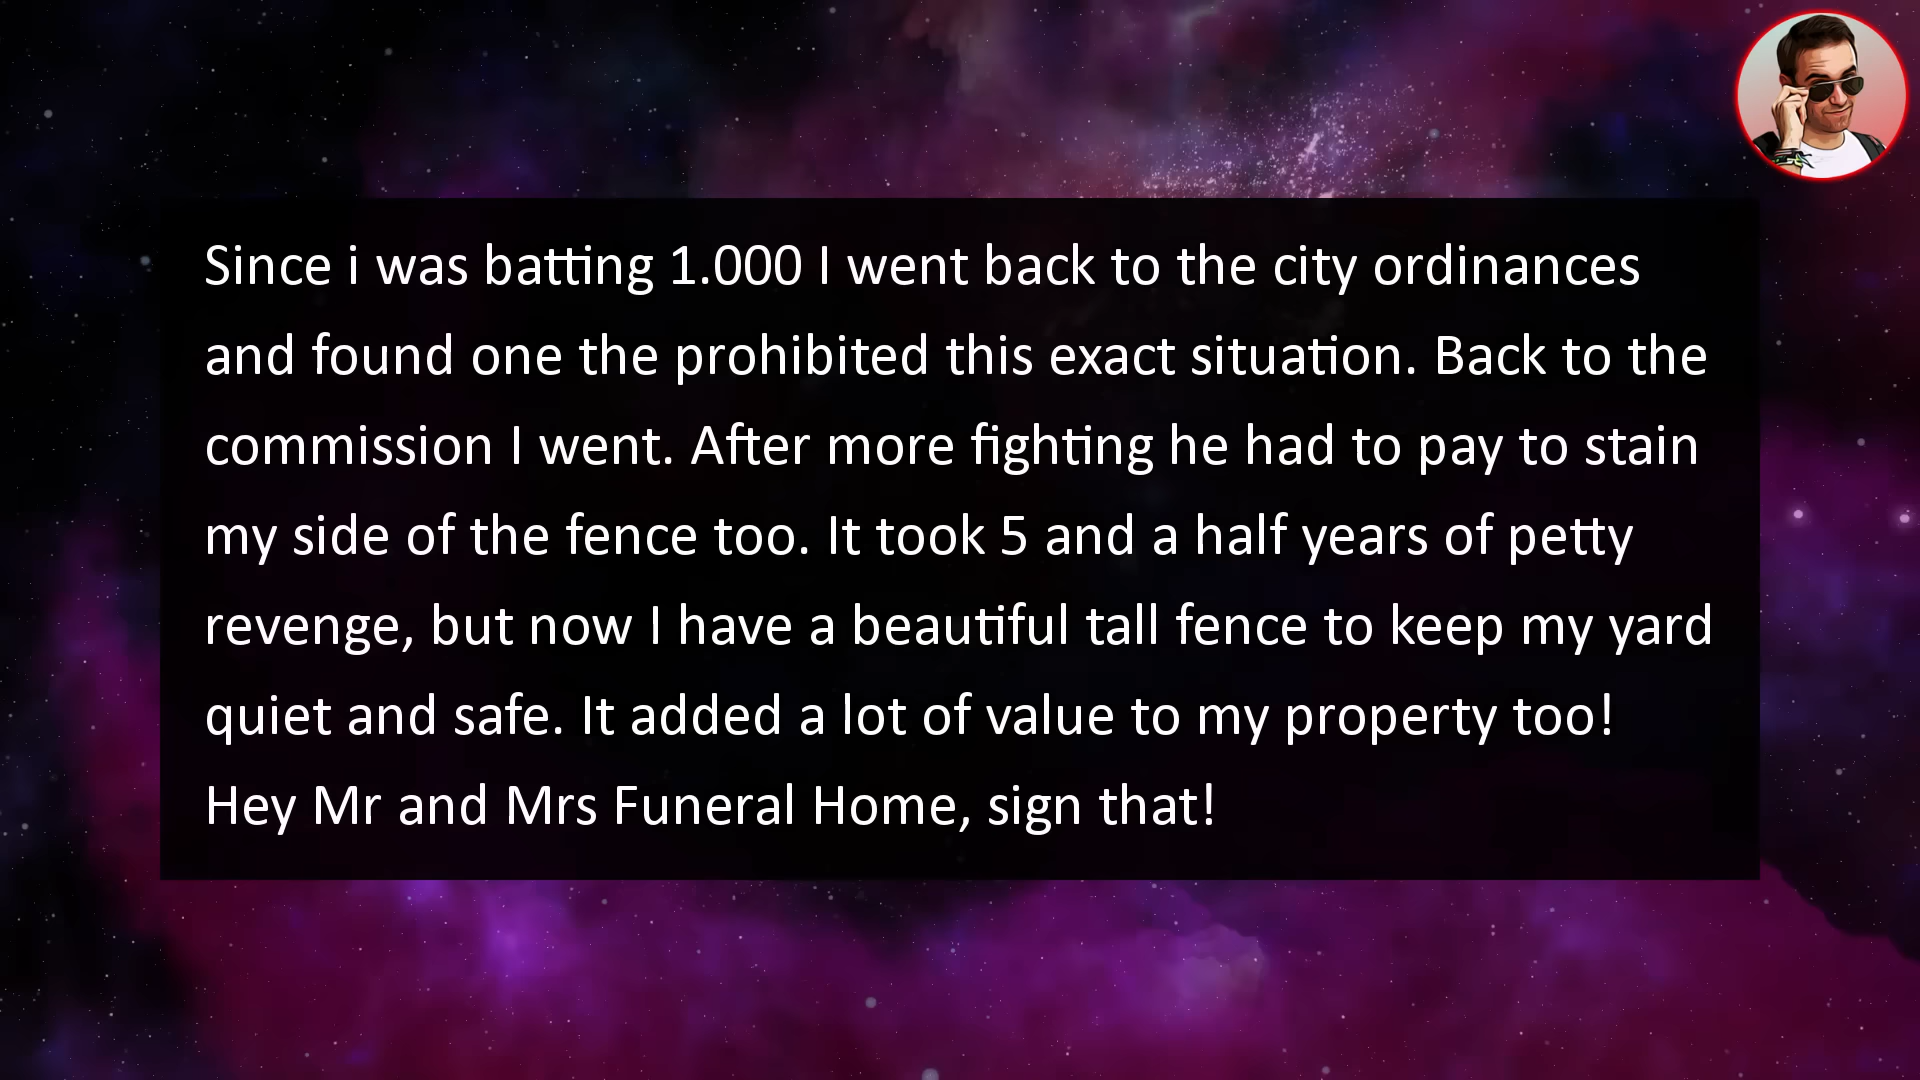 Since i was batting 1.000 I went back to the city ordinances
and found one the prohibited this exact situation. Back to the
commission I went. After more fighting he had to pay to stain
my side of the fence too. It took 5 and a half years of petty
revenge, but now I have a beautiful tall fence to keep my yard
quiet and safe. It added a lot of value to my property too!
Hey Mr and Mrs Funeral Home, sign that!